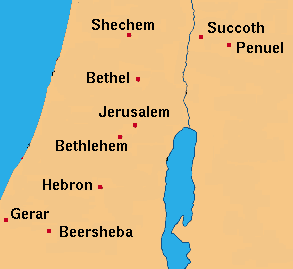 Shechem
Succoth
Penuel
Bethel
Jerusalem
Bethlehem
Hebron
Gerar
Beersheba